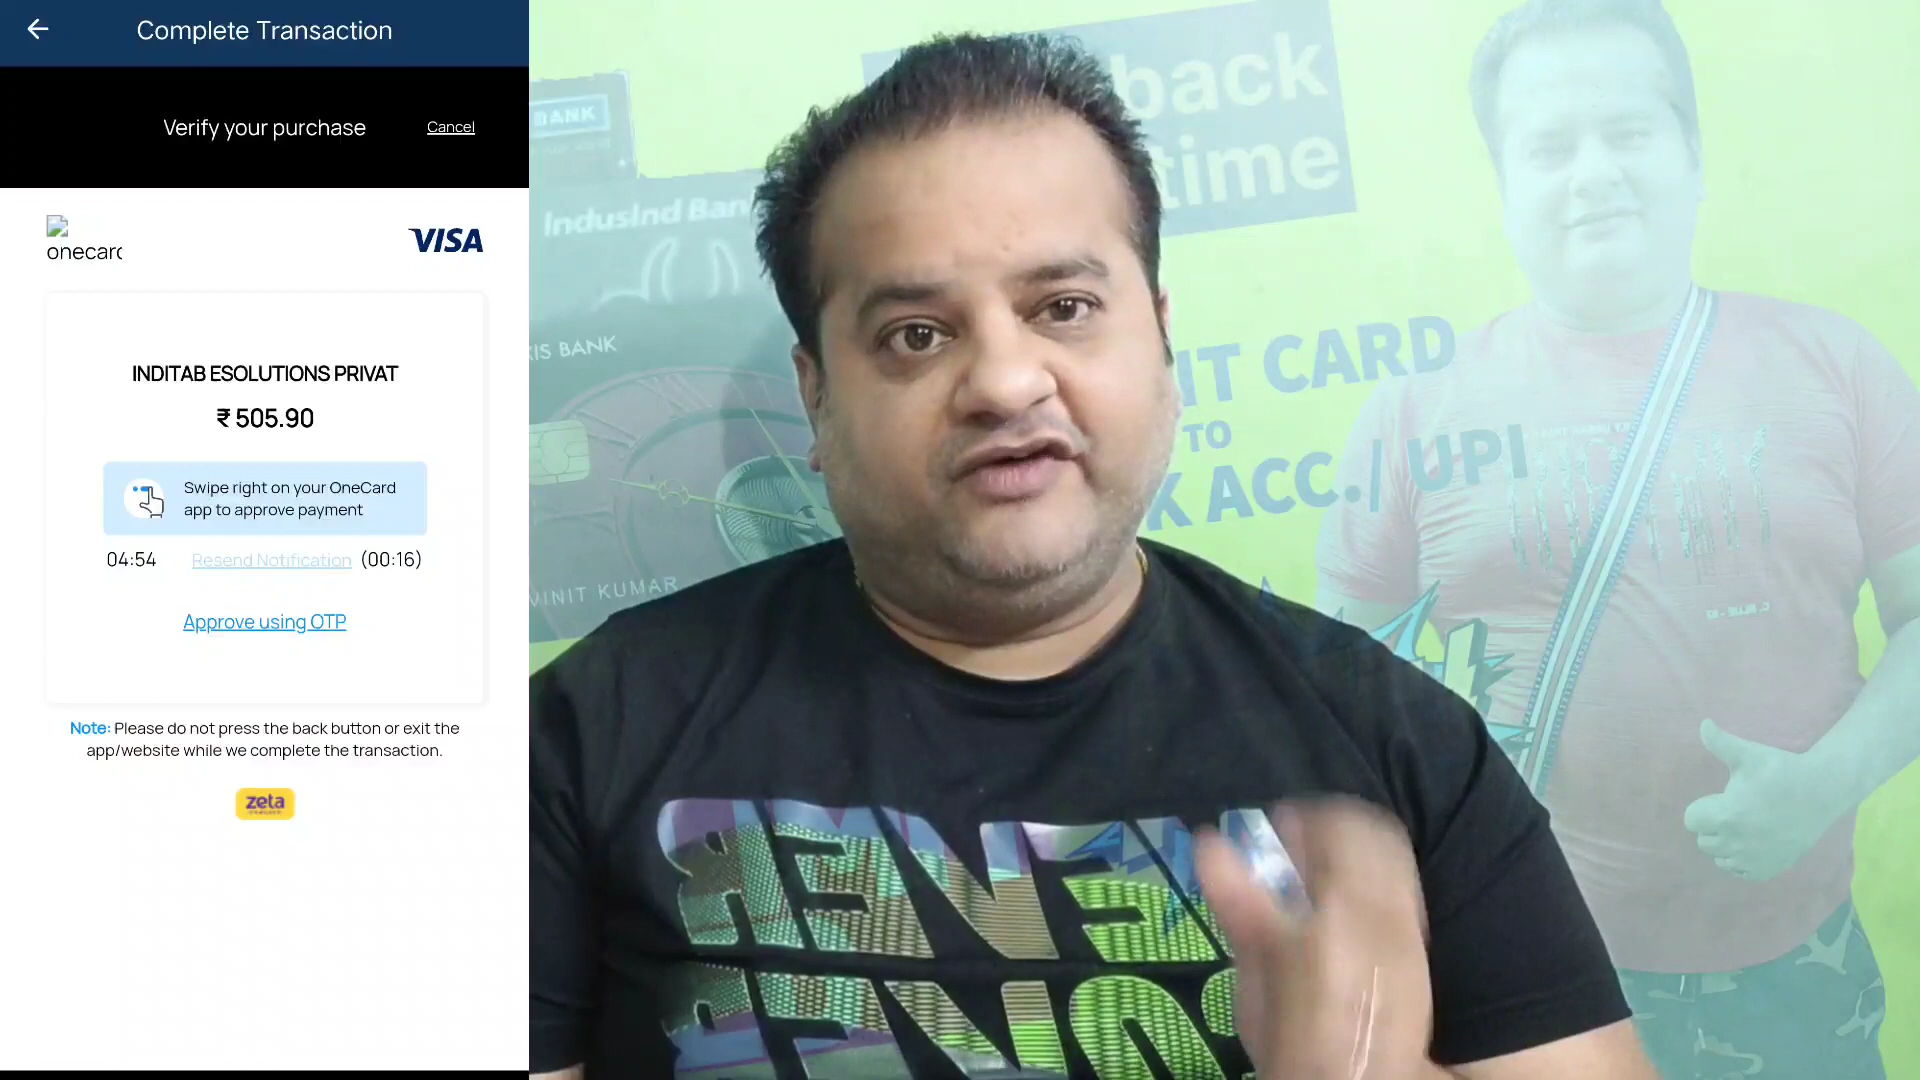 Complete Transaction
Verify your purchase
Cancel
onecard
VISA
INDITAB ESOLUTIONS PRIVAT
₹ 505.90
Swipe right on your OneCard
app to approve payment
04:54
Resend Notification (00:16)
Approve using OTP
Note: Please do not press the back button or exit the
app/website while we complete the transaction.
zeta
BANK
IndusInd Ban
XIS BANK
VINIT KUMAR
back
time
IT CARD
TO
K ACC./ UPI
NEVER